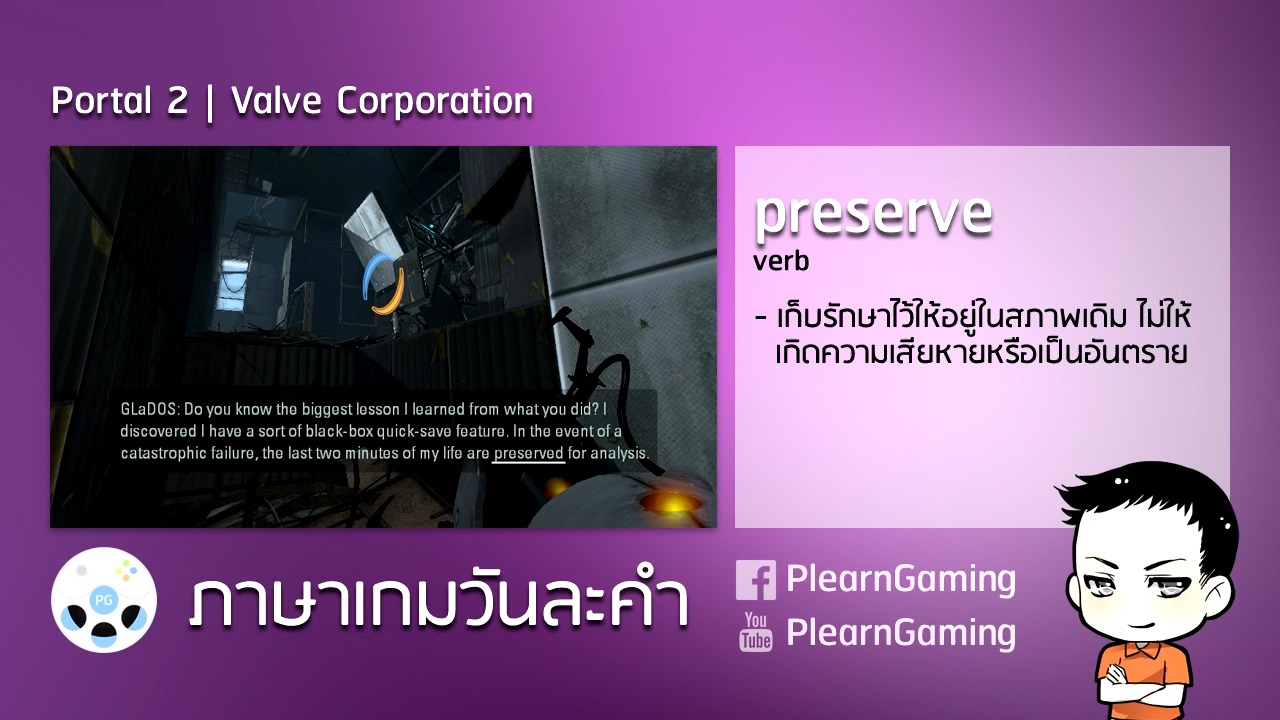 Portal 2 | Valve Corporation
GLaDOS: Do you know the biggest lesson I learned from what you did? I
discovered I have a sort of black-box quick-save feature. In the event of a
catastrophic failure, the last two minutes of my life are preserved for analysis.
preserve
verb
- เก็บรักษาไว้ให้อยู่ในสภาพเดิม ไม่ให้
เกิดความเสียหายหรือเป็นอันตราย
PG
ภาษาเกมวันละคำ
f PlearnGaming
You
Tube PlearnGaming